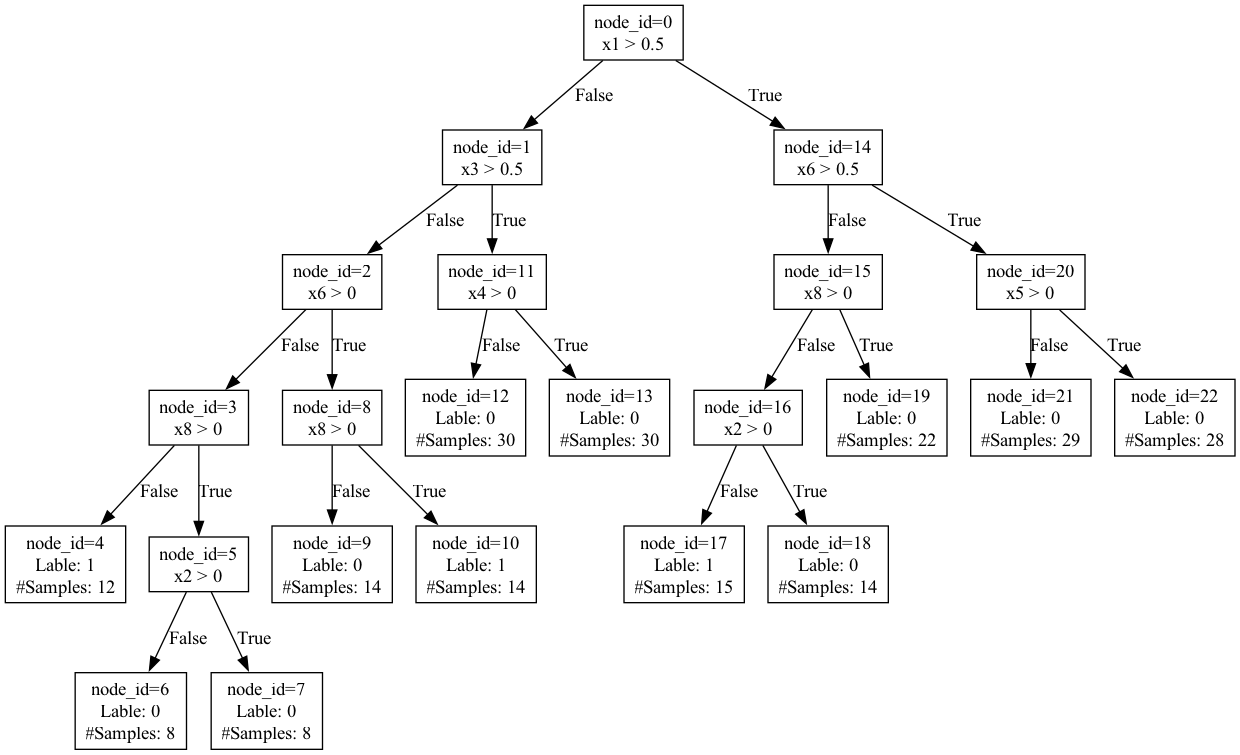 node_id=0
x1 > 0.5
False
True
node_id=1
x3 > 0.5
node_id=14
x6 > 0.5
False
True
False
True
node_id=2
x6 > 0
node_id=11
x4 > 0
node_id=15
x8 > 0
node_id=20
x5 > 0
False
True
False
True
False
True
False
True
node_id=3
x8 > 0
node_id=8
x8 > 0
node_id=12
Lable: 0
#Samples: 30
node_id=13
Lable: 0
#Samples: 30
node_id=16
x2 > 0
node_id=19
Lable: 0
#Samples: 22
node_id=21
Lable: 0
#Samples: 29
node_id=22
Lable: 0
#Samples: 28
False
True
False
True
False
True
node_id=4
Lable: 1
#Samples: 12
node_id=5
x2 > 0
node_id=9
Lable: 0
#Samples: 14
node_id=10
Lable: 1
#Samples: 14
node_id=17
Lable: 1
#Samples: 15
node_id=18
Lable: 0
#Samples: 14
False
True
node_id=6
Lable: 0
#Samples: 8
node_id=7
Lable: 0
#Samples: 8